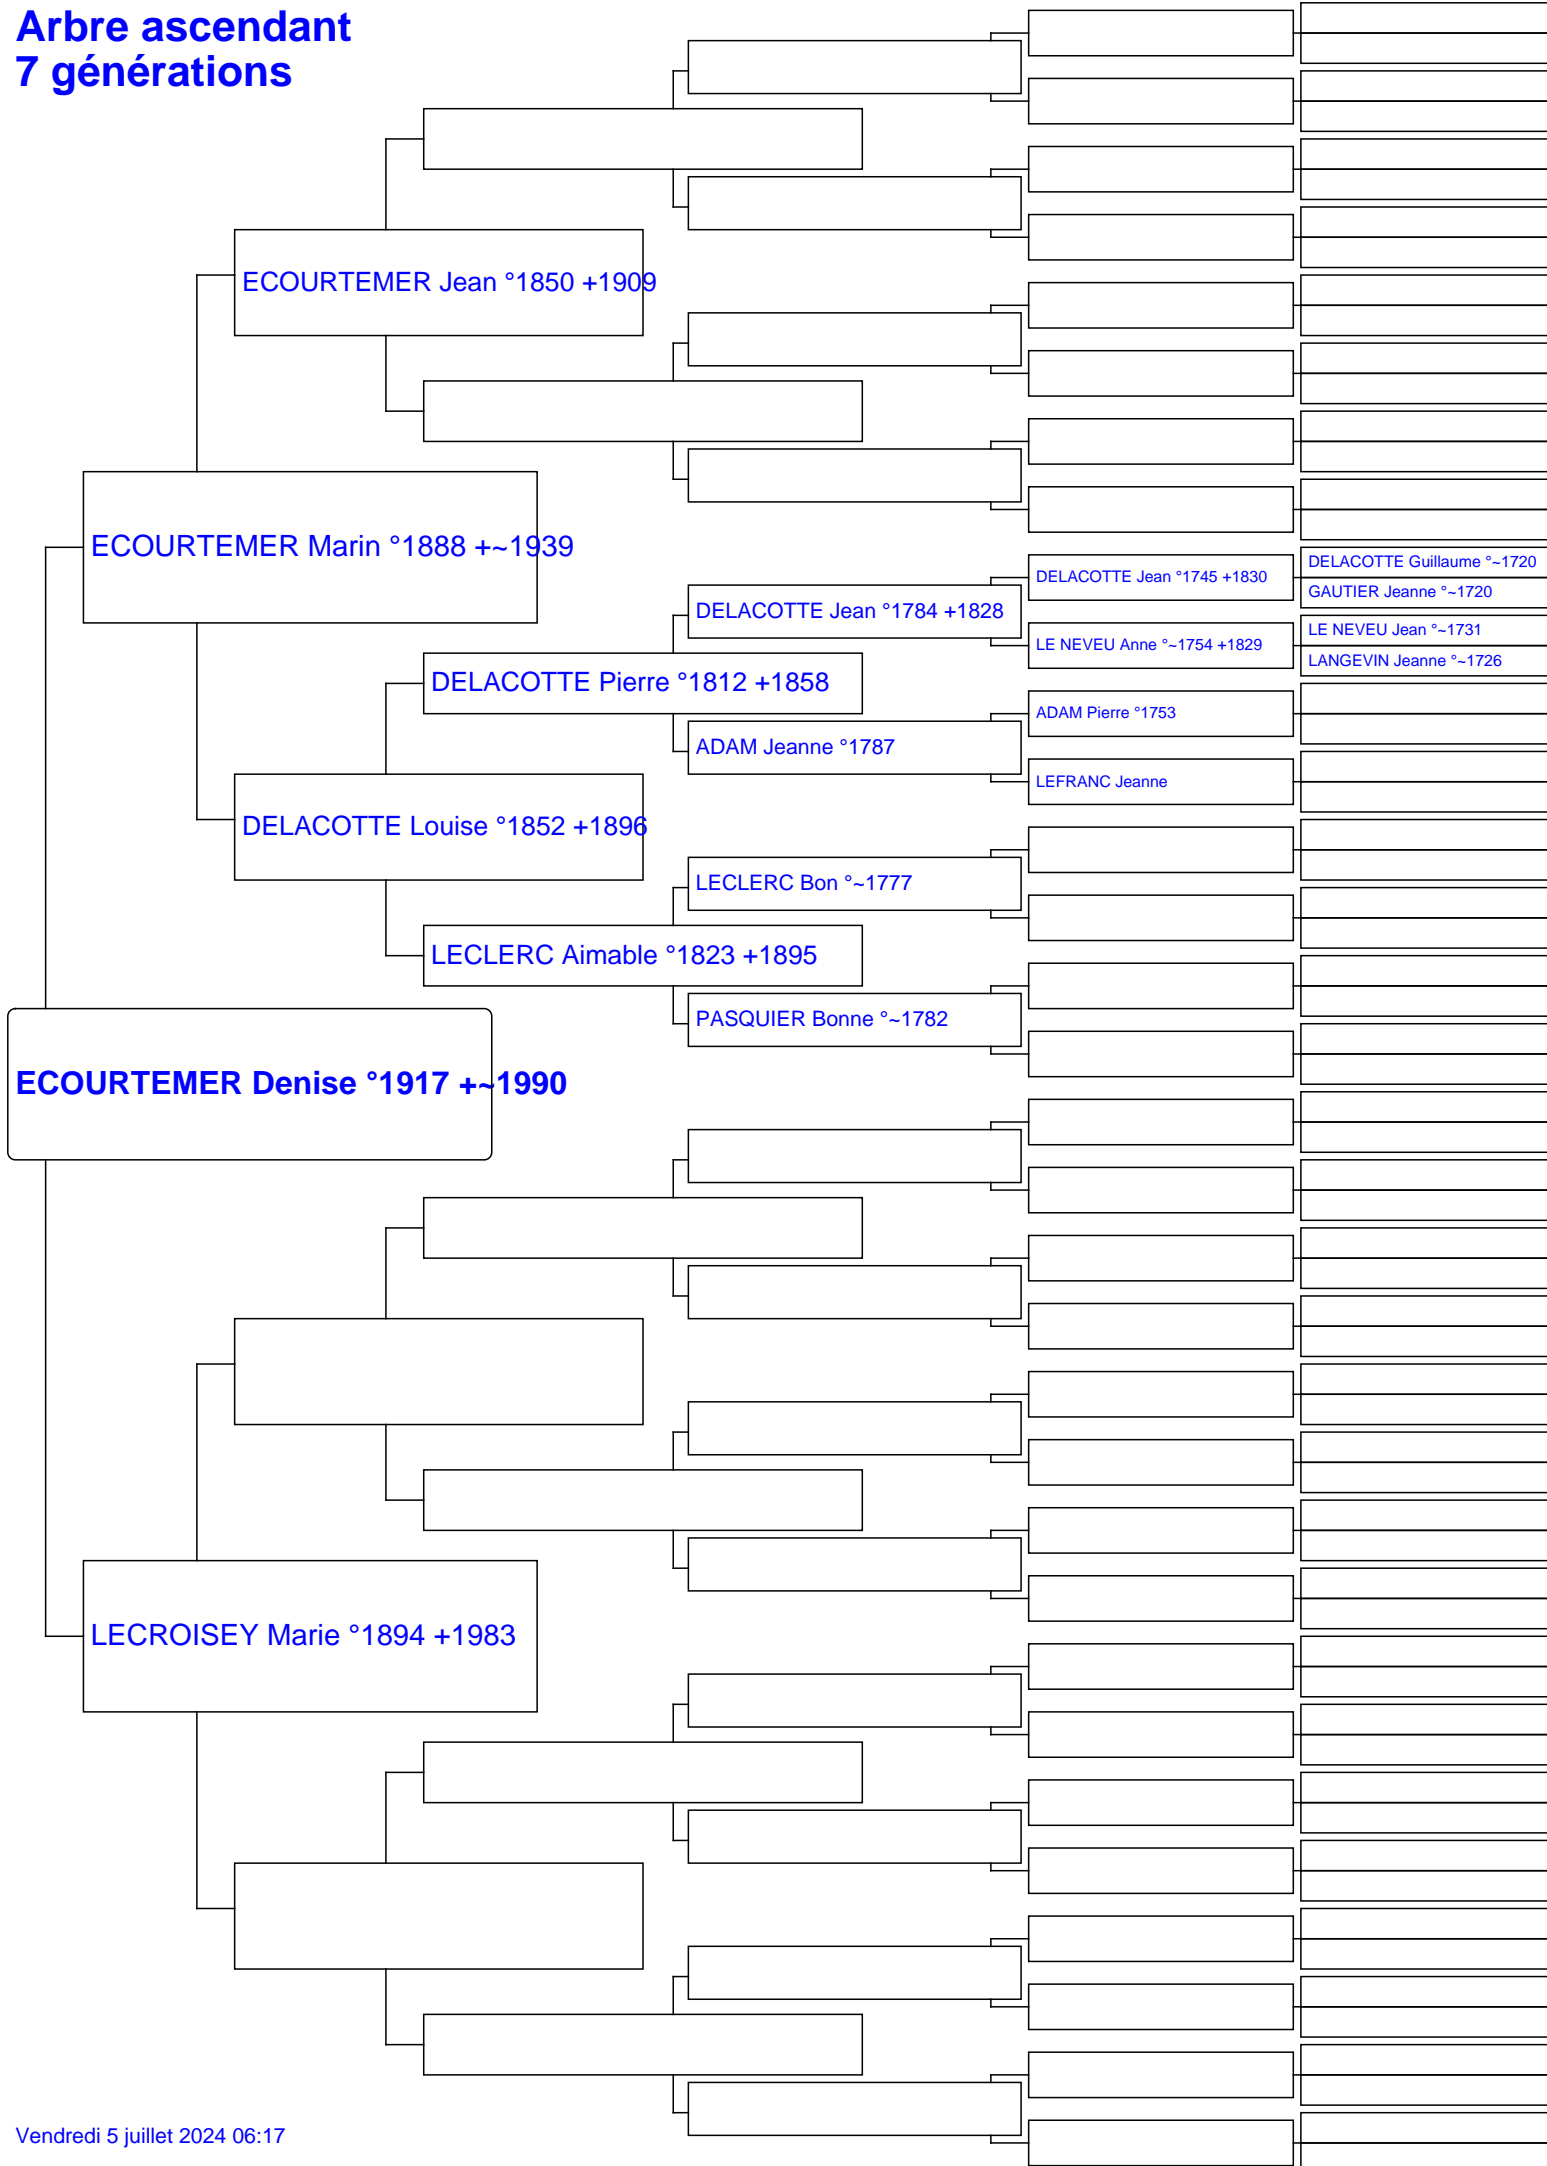 Arbre ascendant
7 générations
ECOURTEMER Jean °1850 +1909
ECOURTEMER Marin °1888 +~1939
DELACOTTE Guillaume °~1720
DELACOTTE Jean °1745 +1830
GAUTIER Jeanne °~1720
DELACOTTE Jean °1784 +1828
LE NEVEU Jean °~1731
LE NEVEU Anne °~1754 +1829
LANGEVIN Jeanne °~1726
DELACOTTE Pierre °1812 +1858
ADAM Pierre °1753
ADAM Jeanne °1787
LEFRANC Jeanne
DELACOTTE Louise °1852 +1896
LECLERC Bon °~1777
LECLERC Aimable °1823 +1895
PASQUIER Bonne °~1782
ECOURTEMER Denise °1917 +~1990
LECROISEY Marie °1894 +1983
Vendredi 5 juillet 2024 06:17